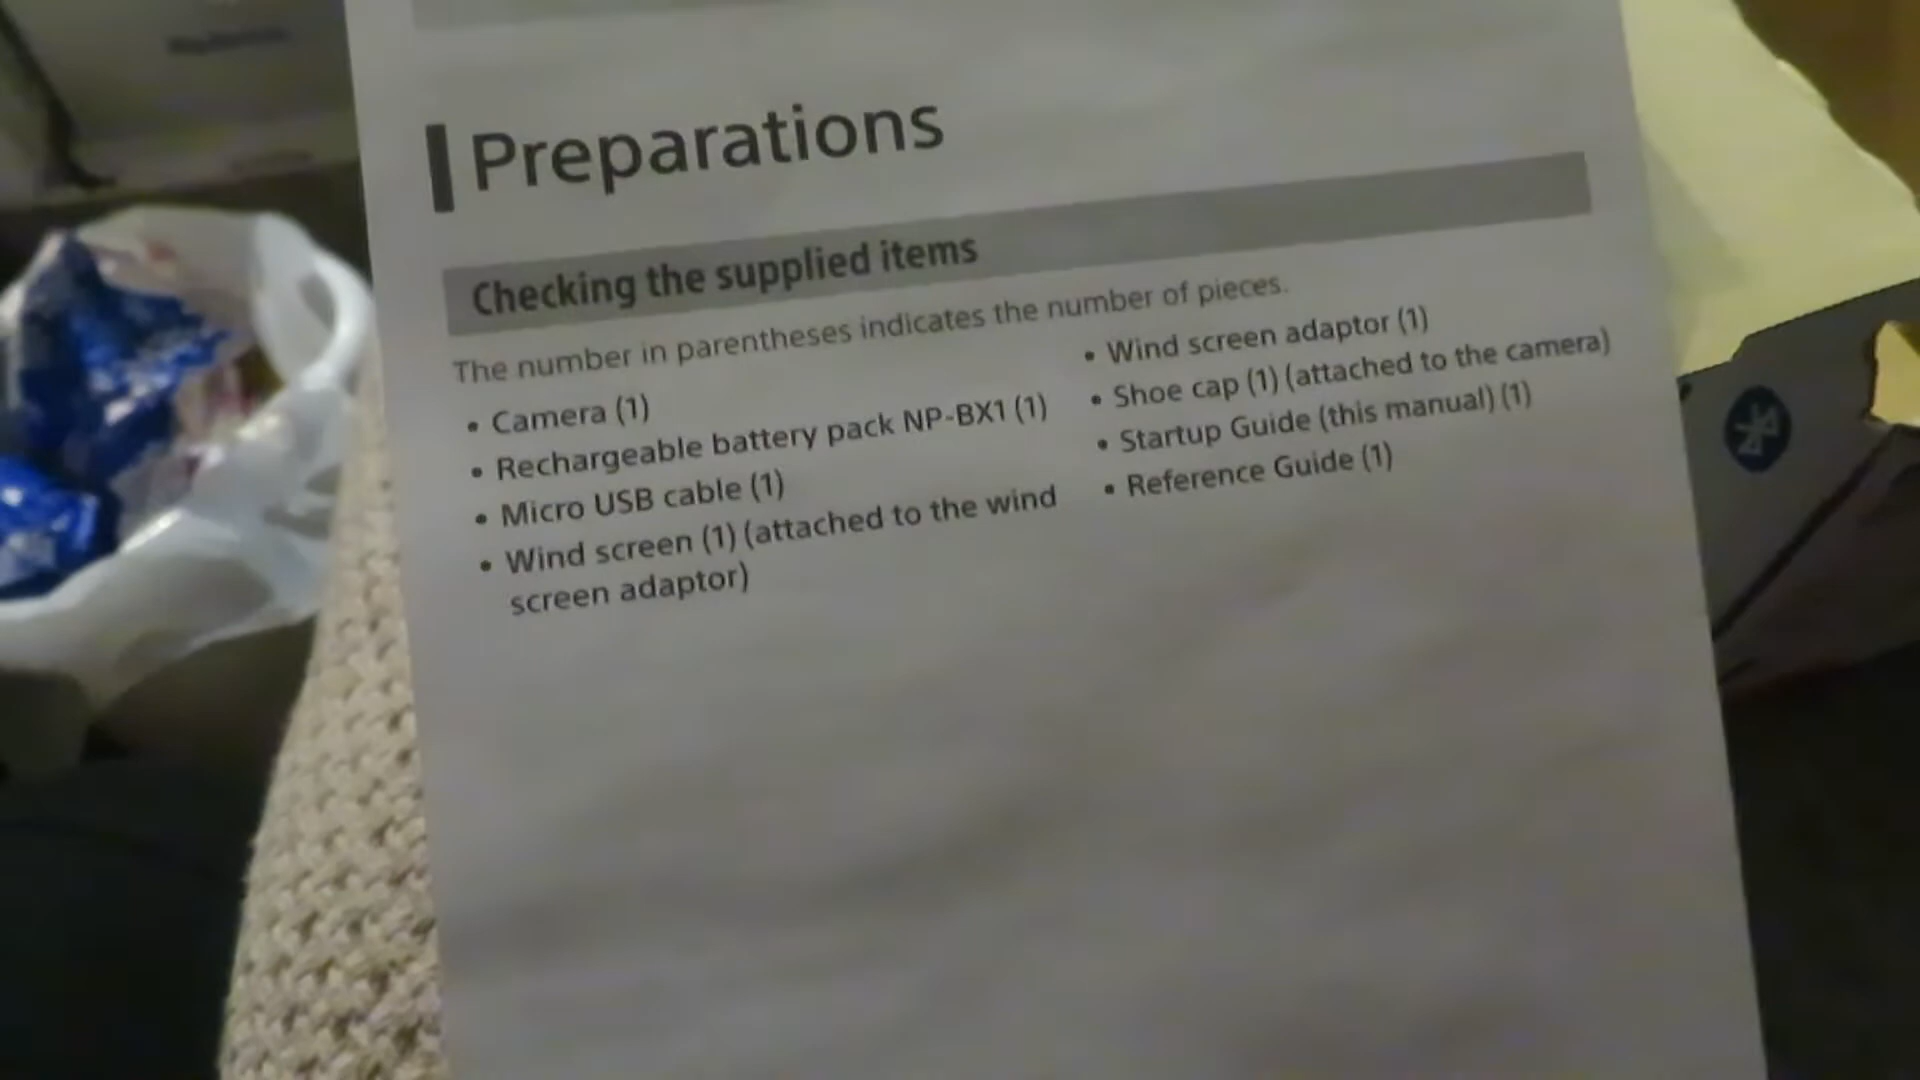 Preparations
Checking the supplied items
The number in parentheses indicates the number of pieces.
• Camera (1)
• Rechargeable battery pack NP-BX1 (1)
• Micro USB cable (1)
• Wind screen (1) (attached to the wind
screen adaptor)
• Wind screen adaptor (1)
• Shoe cap (1) (attached to the camera)
• Startup Guide (this manual) (1)
• Reference Guide (1)